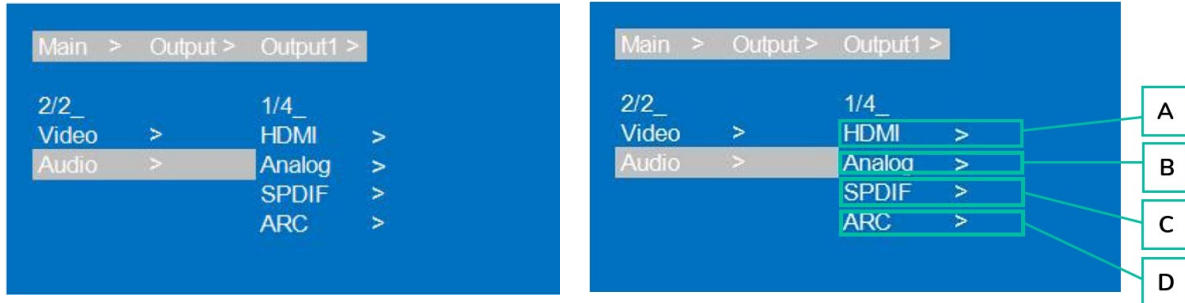 Main > Output > Output1 >
2/2_ 1/4_
Video > HDMI >
Audio > Analog >
SPDIF >
ARC >
Main > Output > Output1 >
2/2_ 1/4_
Video > HDMI >
Audio > Analog >
SPDIF >
ARC >
A
B
C
D